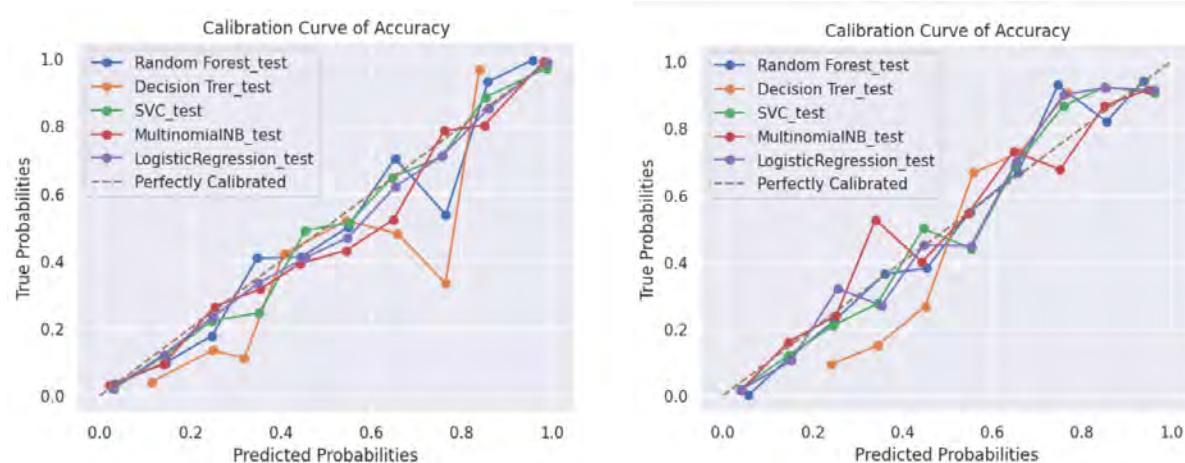 Calibration Curve of Accuracy
True Probabilities
1.0
0.8
0.6
0.4
0.2
0.0
Random Forest_test
Decision Trer_test
SVC_test
MultinomialNB_test
LogisticRegression_test
Perfectly Calibrated
0.0 0.2 0.4 0.6 0.8 1.0
Predicted Probabilities
Calibration Curve of Accuracy
True Probabilities
1.0
0.8
0.6
0.4
0.2
0.0
Random Forest_test
Decision Trer_test
SVC_test
MultinomialNB_test
LogisticRegression_test
Perfectly Calibrated
0.0 0.2 0.4 0.6 0.8 1.0
Predicted Probabilities